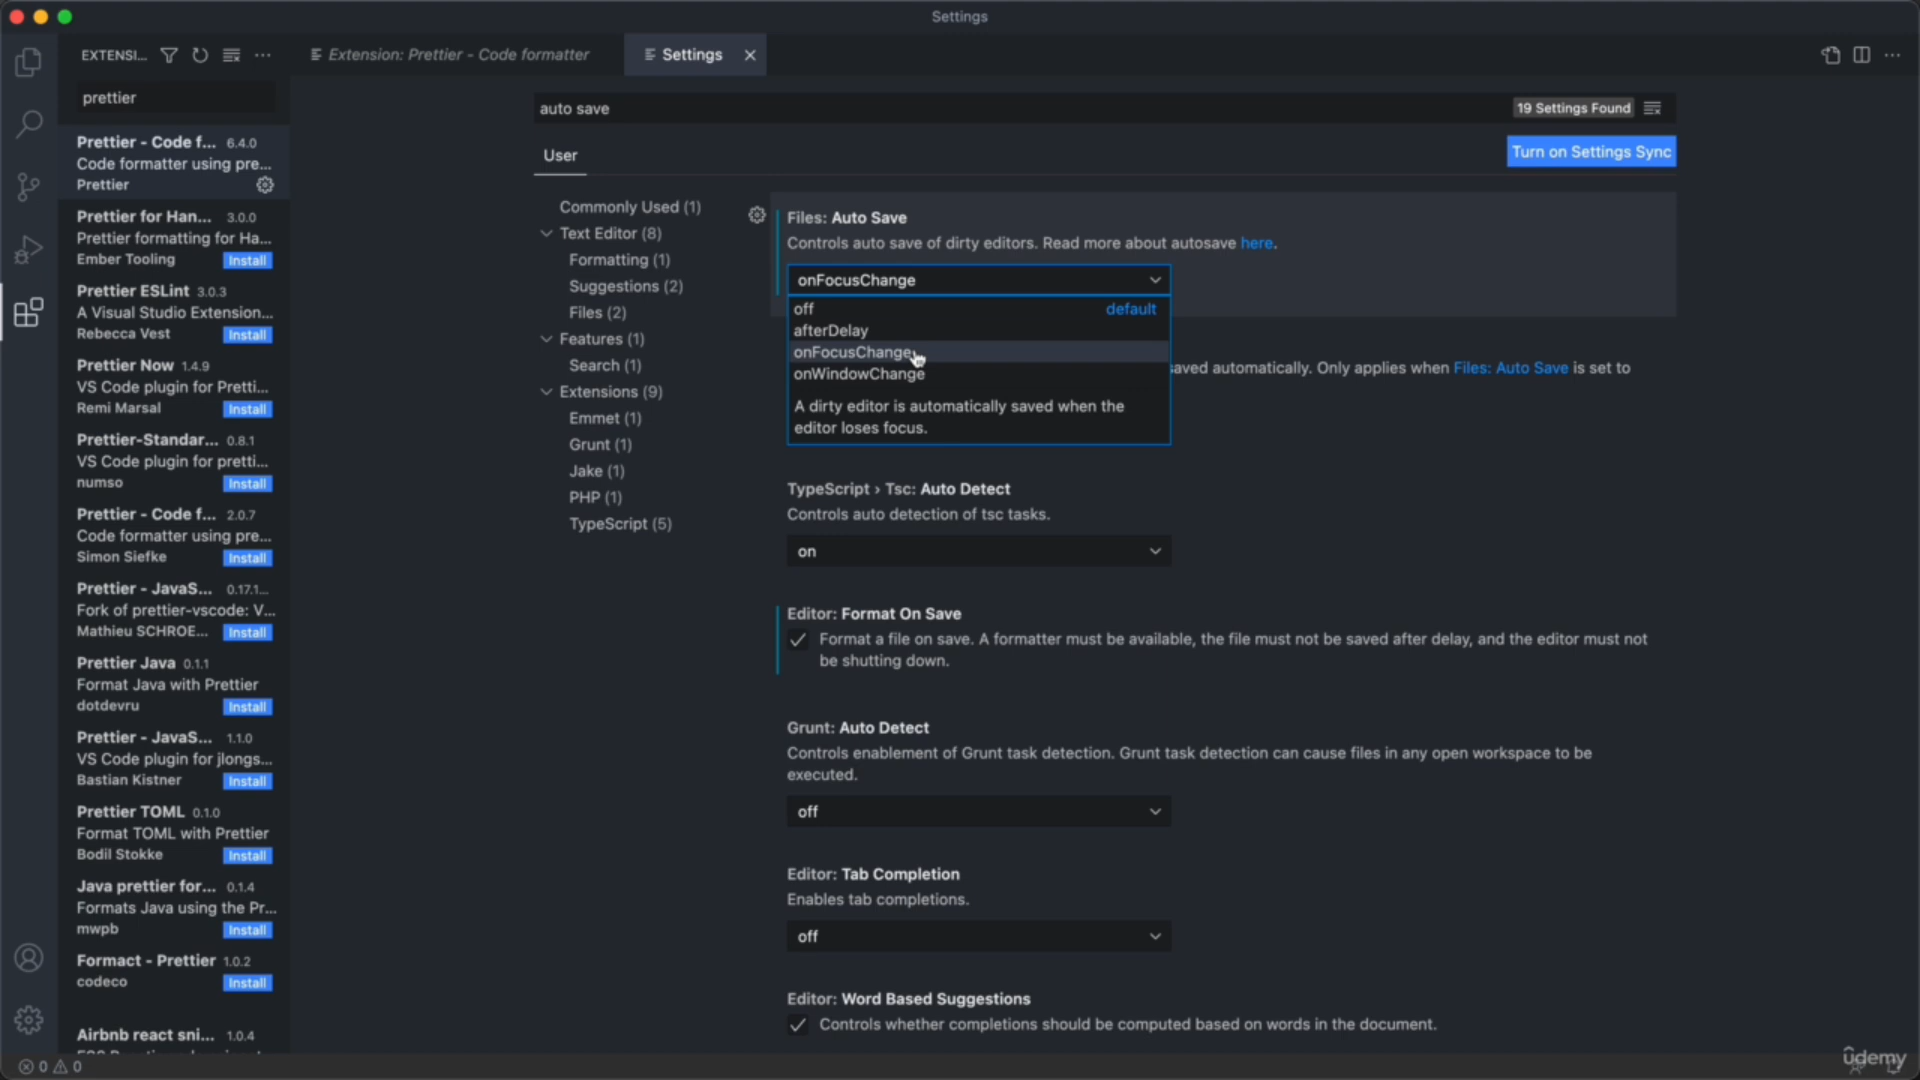 Settings
EXTENSI...
Extension: Prettier - Code formatter
Settings
prettier
Prettier - Code f... 6.4.0
Code formatter using pre...
Prettier
Prettier for Han... 3.0.0
Prettier formatting for Ha...
Ember Tooling Install
Prettier ESLint 3.0.3
A Visual Studio Extension...
Rebecca Vest Install
Prettier Now 1.4.9
VS Code plugin for Pretti...
Remi Marsal Install
Prettier-Standar... 0.8.1
VS Code plugin for pretti...
numso Install
Prettier - Code f... 2.0.7
Code formatter using pre...
Simon Siefke Install
Prettier - JavaS... 0.17.1...
Fork of prettier-vscode: V...
Mathieu SCHROE... Install
Prettier Java 0.1.1
Format Java with Prettier
dotdevru Install
Prettier - JavaS... 1.1.0
VS Code plugin for jlongs...
Bastian Kistner Install
Prettier TOML 0.1.0
Format TOML with Prettier
Bodil Stokke Install
Java prettier for... 0.1.4
Formats Java using the Pr...
mwpb Install
Formact - Prettier 1.0.2
codeco Install
Airbnb react sni... 1.0.4
auto save
19 Settings Found
User
Turn on Settings Sync
Commonly Used (1)
Text Editor (8)
Formatting (1)
Suggestions (2)
Files (2)
Features (1)
Search (1)
Extensions (9)
Emmet (1)
Grunt (1)
Jake (1)
PHP (1)
TypeScript (5)
Files: Auto Save
Controls auto save of dirty editors. Read more about autosave here.
onFocusChange
off default
afterDelay
onFocusChange
onWindowChange
A dirty editor is automatically saved when the
editor loses focus.
saved automatically. Only applies when Files: Auto Save is set to
TypeScript › Tsc: Auto Detect
Controls auto detection of tsc tasks.
on
Editor: Format On Save
Format a file on save. A formatter must be available, the file must not be saved after delay, and the editor must not
be shutting down.
Grunt: Auto Detect
Controls enablement of Grunt task detection. Grunt task detection can cause files in any open workspace to be
executed.
off
Editor: Tab Completion
Enables tab completions.
off
Editor: Word Based Suggestions
Controls whether completions should be computed based on words in the document.
0 0
udemy